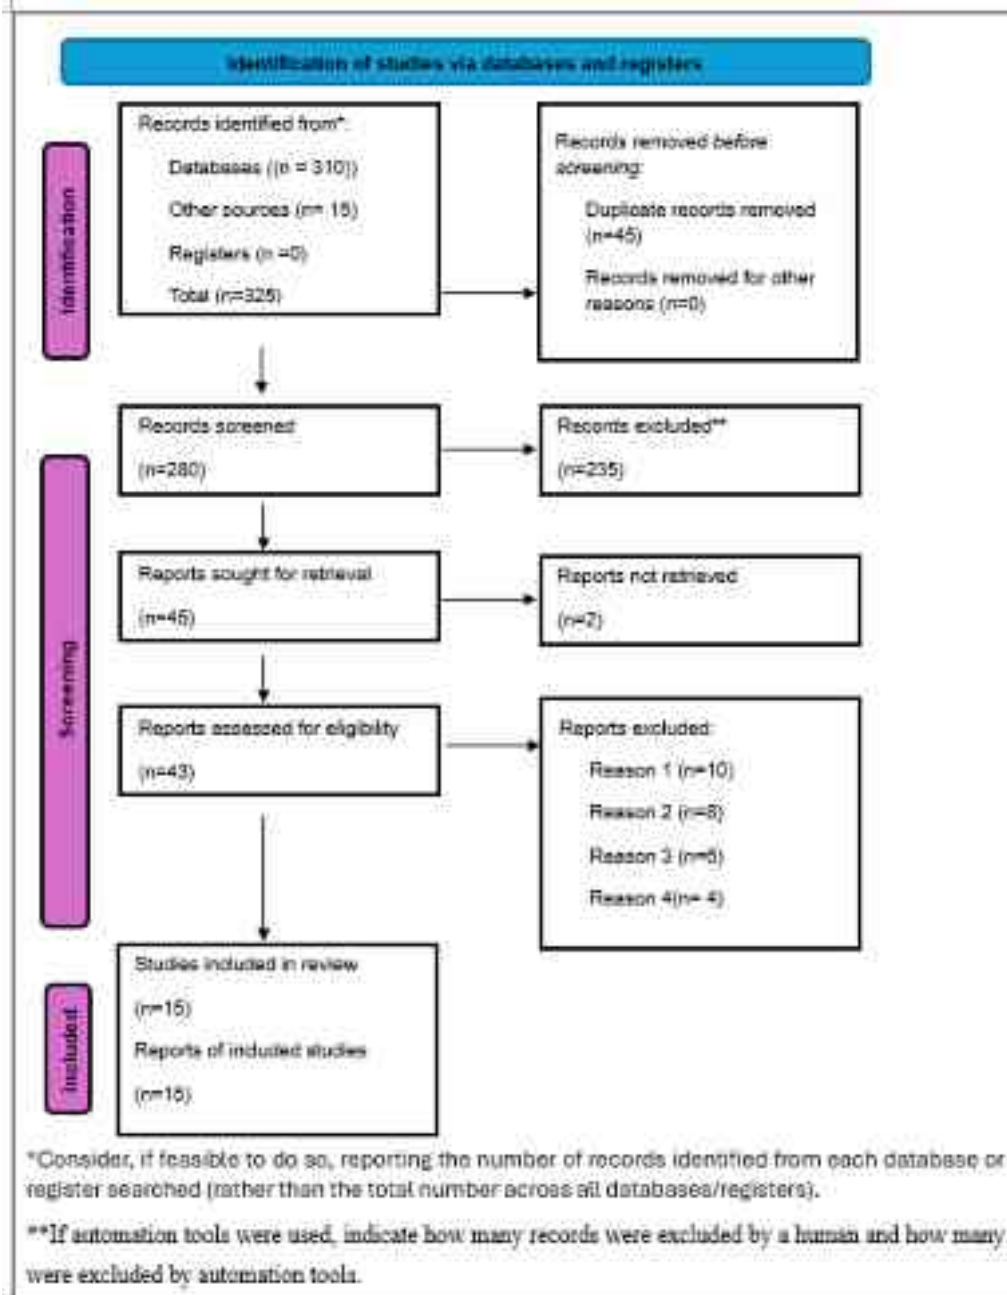 Identification of studies via databases and registers
Identification
Records identified from*:
Databases ((n = 310))
Other sources (n= 15)
Registers (n =0)
Total (n=325)
Records removed before
screening:
Duplicate records removed
(n=45)
Records removed for other
reasons (n=0)
Screening
Records screened
(n=280)
Records excluded**
(n=235)
Reports sought for retrieval
(n=45)
Reports not retrieved
(n=2)
Reports assessed for eligibility
(n=43)
Reports excluded:
Reason 1 (n=10)
Reason 2 (n=8)
Reason 3
Reason 4(n= 4)
Included
Studies included in review
(n=15)
Reports of included studies
(n=15)
*Consider, if feasible to do so, reporting the number of records identified from each database or
register searched (rather than the total number across all databases/registers).
**If automation tools were used, indicate how many records were excluded by a human and how many
were excluded by automation tools.